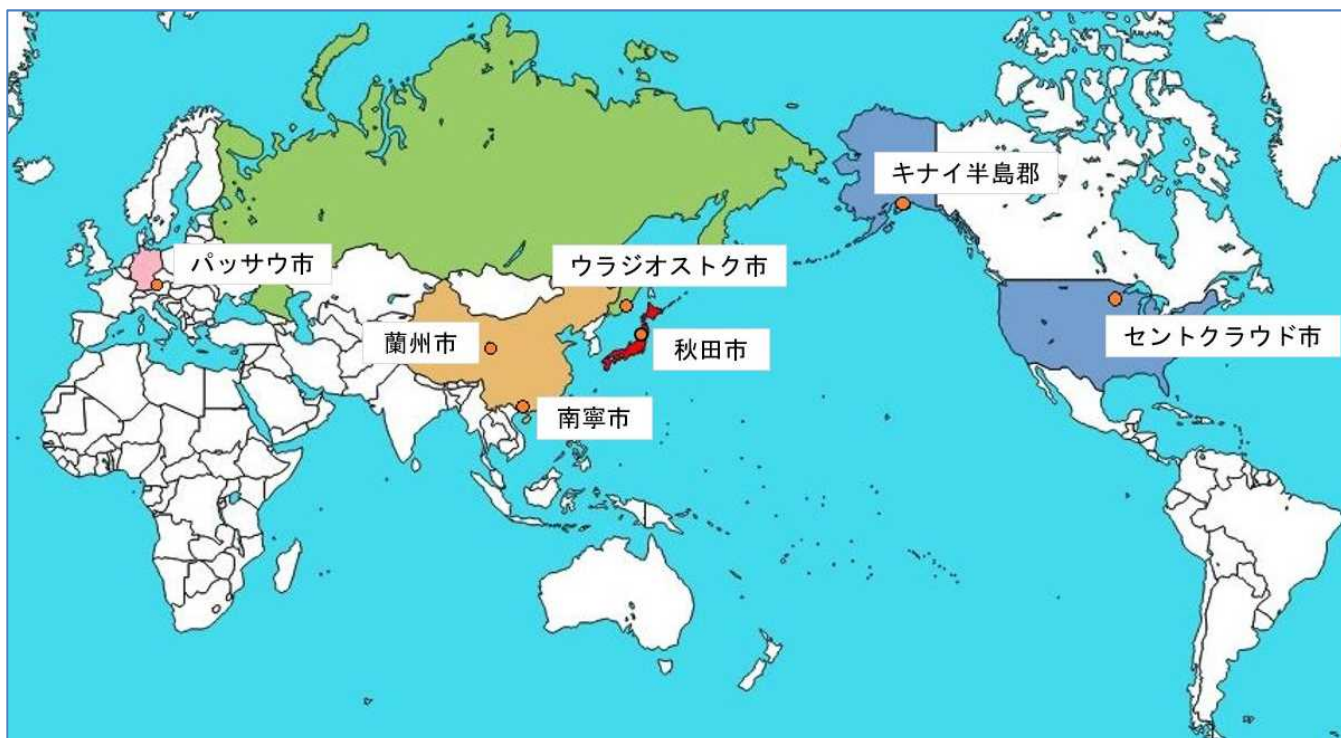 キナイ半島郡
パッサウ市
ウラジオストク市
セントクラウド市
蘭州市
秋田市
南寧市